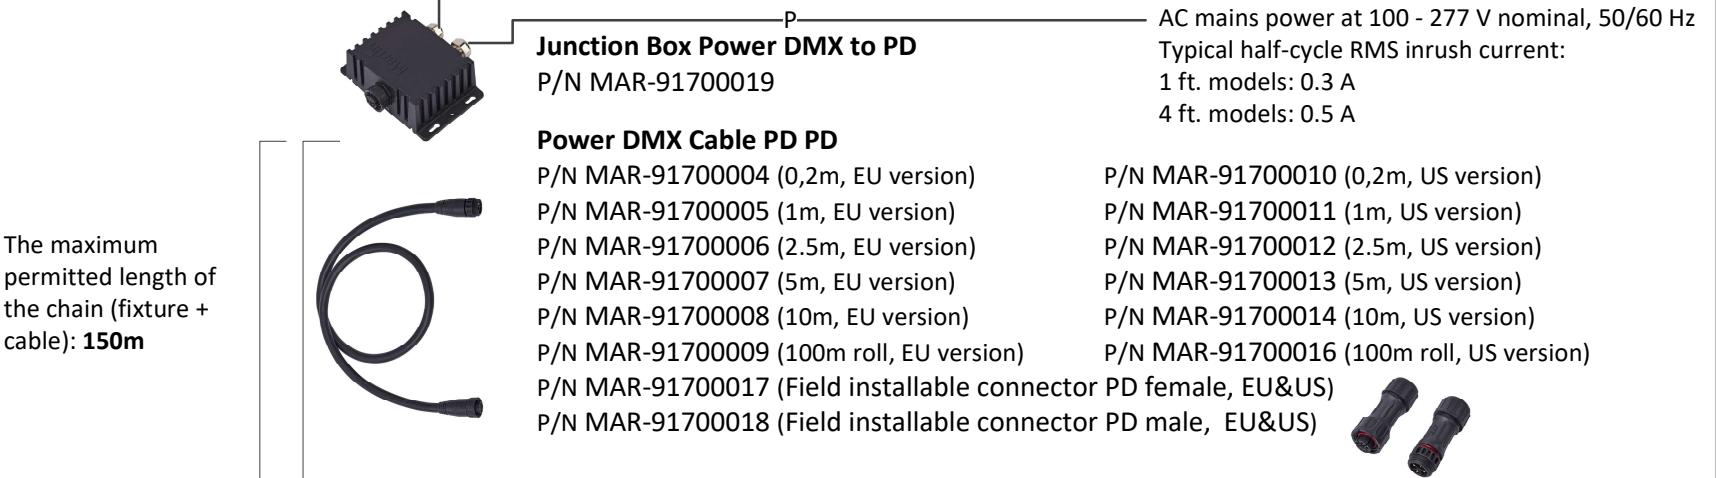 P
AC mains power at 100 - 277 V nominal, 50/60 Hz
Typical half-cycle RMS inrush current:
1 ft. models: 0.3 A
4 ft. models: 0.5 A
Junction Box Power DMX to PD
P/N MAR-91700019
Martin
Power DMX Cable PD PD
P/N MAR-91700004 (0,2m, EU version)
P/N MAR-91700010 (0,2m, US version)
P/N MAR-91700005 (1m, EU version)
P/N MAR-91700011 (1m, US version)
P/N MAR-91700006 (2.5m, EU version)
P/N MAR-91700012 (2.5m, US version)
P/N MAR-91700007 (5m, EU version)
P/N MAR-91700013 (5m, US version)
P/N MAR-91700008 (10m, EU version)
P/N MAR-91700014 (10m, US version)
P/N MAR-91700009 (100m roll, EU version)
P/N MAR-91700016 (100m roll, US version)
P/N MAR-91700017 (Field installable connector PD female, EU&US)
P/N MAR-91700018 (Field installable connector PD male,  EU&US)
The maximum
permitted length of
the chain (fixture +
cable): 150m